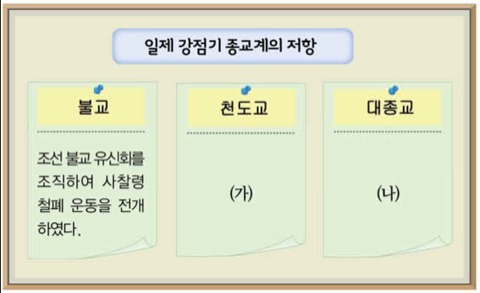 일제 강점기 종교계의 저항
불교
조선 불교 유신화를
조직하여 사찰령
철폐 운동을 전개
하였다.
천도교
(가)
대종교
(나)